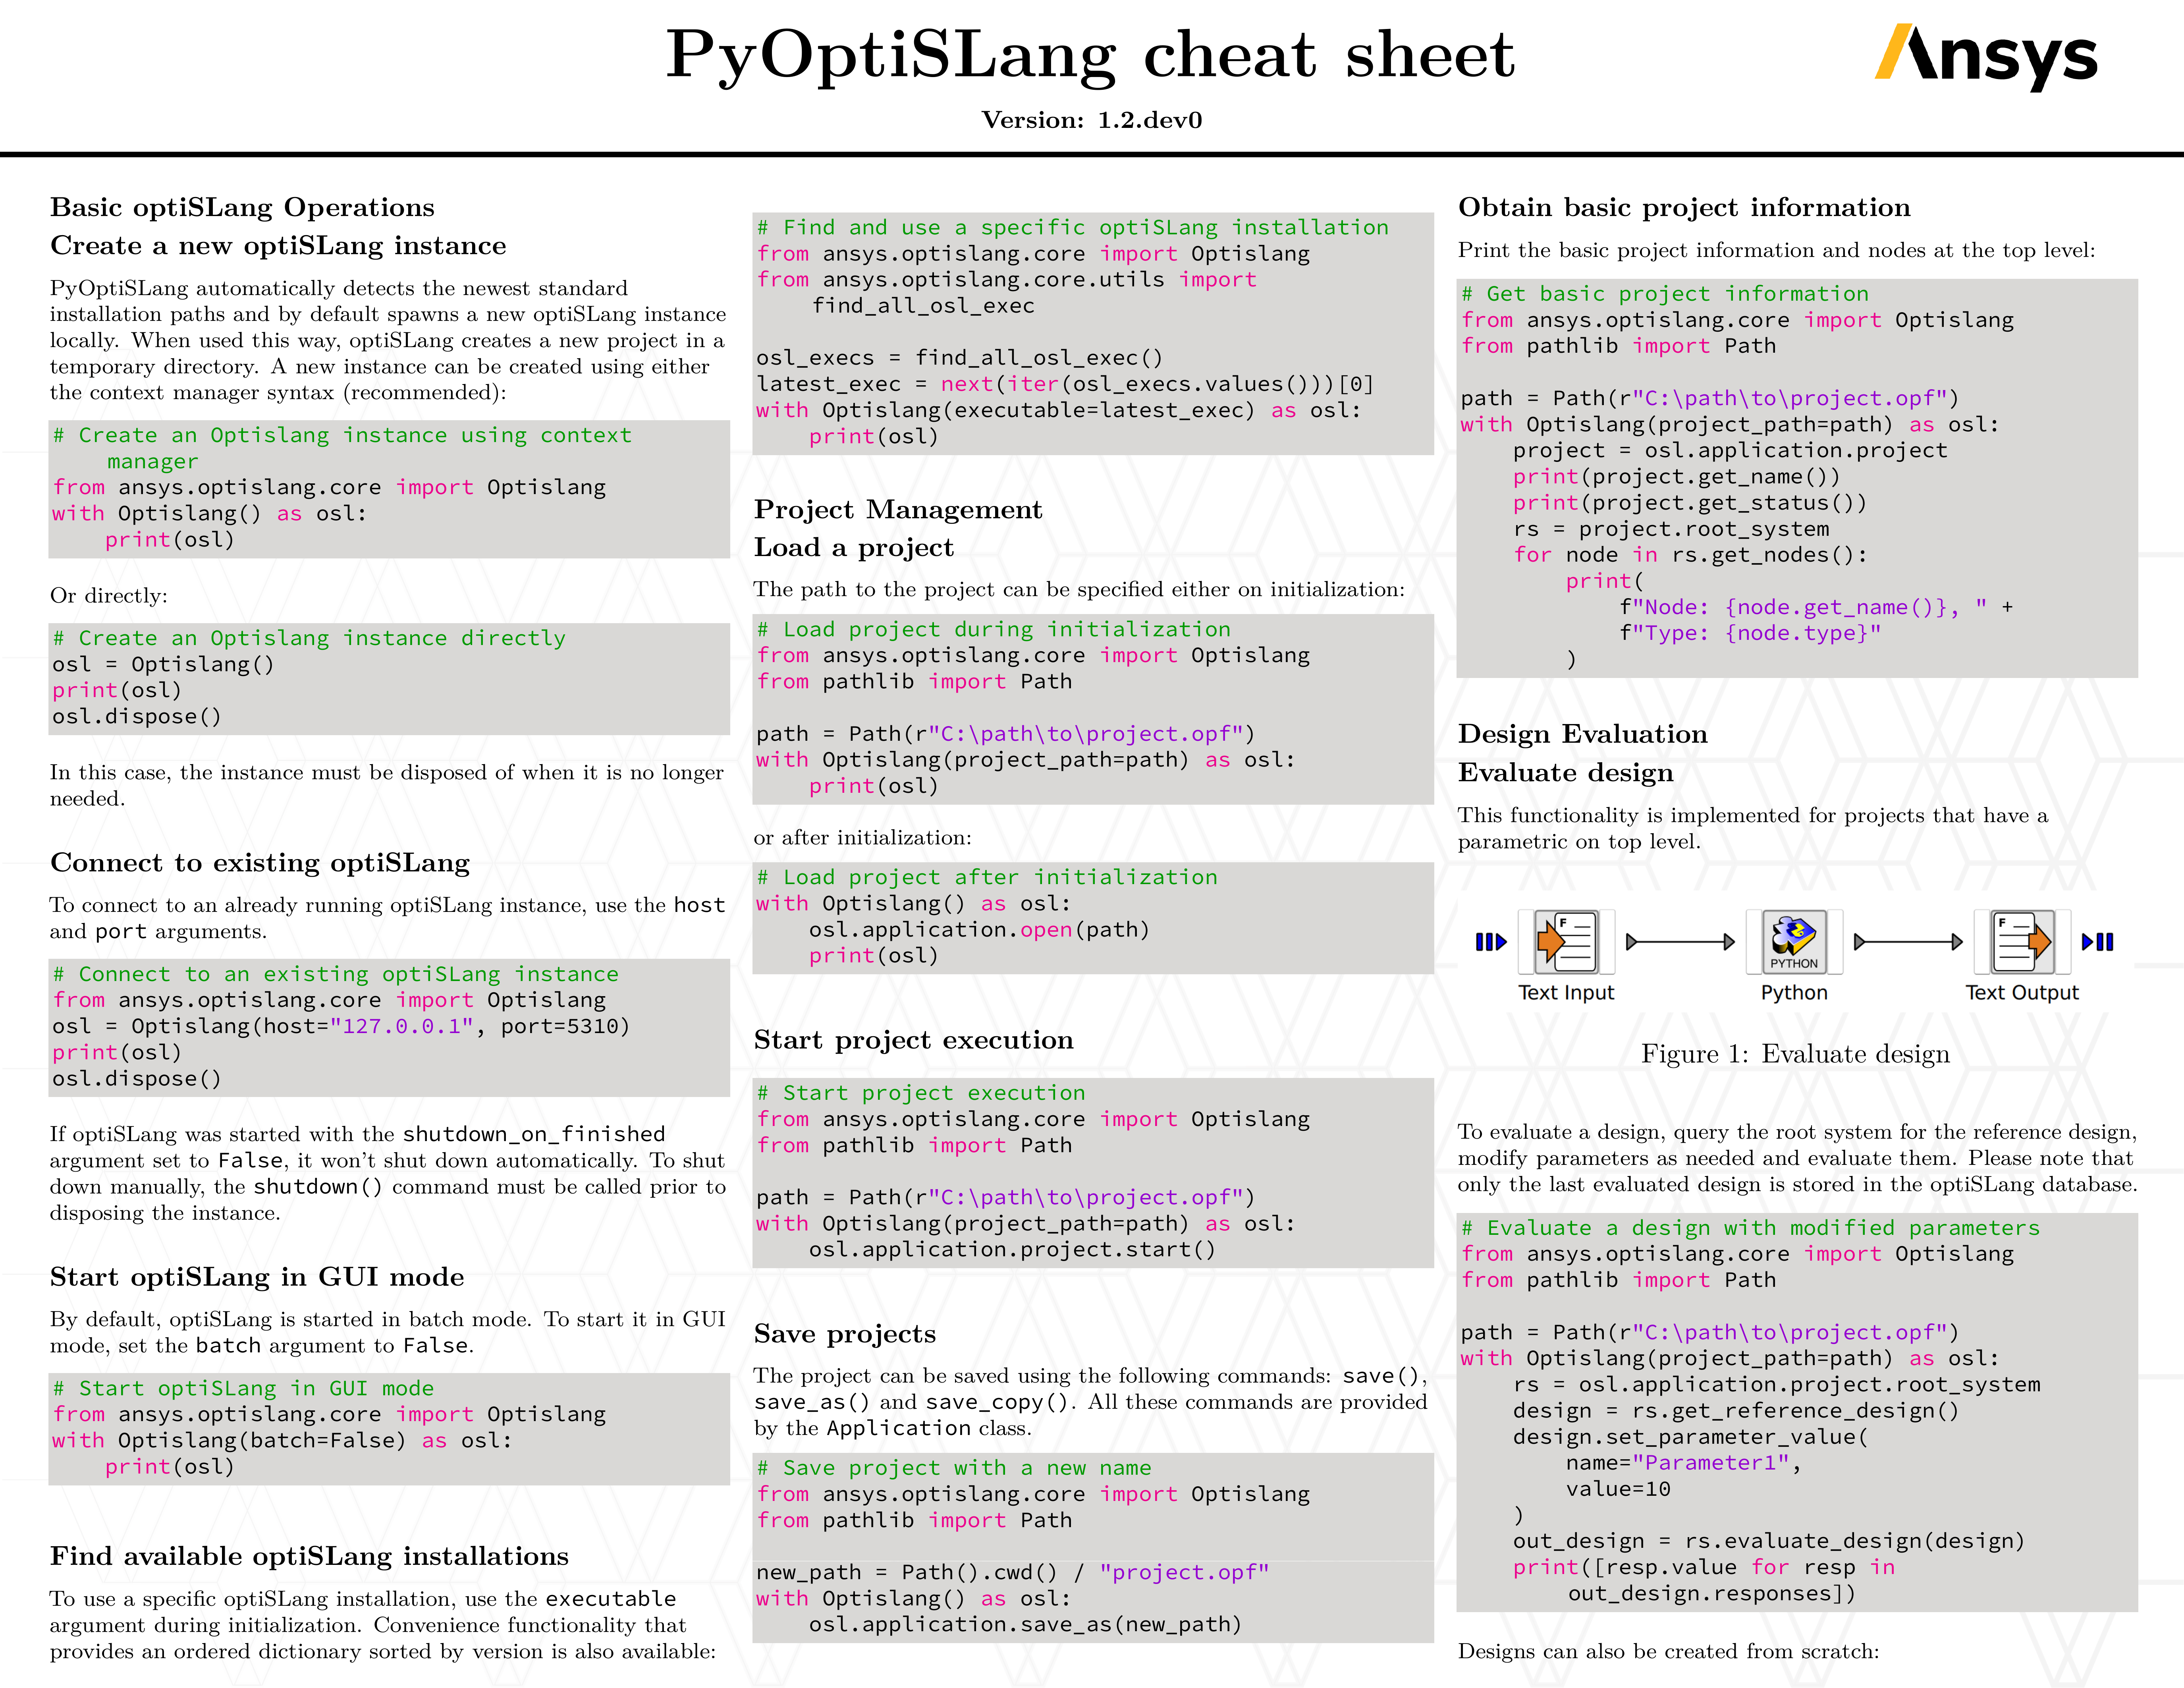 PyOptiSLang cheat sheet
Version: 1.2.dev0
Ansys
Basic optiSLang Operations
Create a new optiSLang instance
PyOptiSLang automatically detects the newest standard
installation paths and by default spawns a new optiSLang instance
locally. When used this way, optiSLang creates a new project in a
temporary directory. A new instance can be created using either
the context manager syntax (recommended):
# Create an Optislang instance using context
manager
from ansys.optislang.core import Optislang
with Optislang() as osl:
    print(osl)
Or directly:
# Create an Optislang instance directly
osl = Optislang()
print(osl)
osl.dispose()
In this case, the instance must be disposed of when it is no longer
needed.
Connect to existing optiSLang
To connect to an already running optiSLang instance, use the host
and port arguments.
# Connect to an existing optiSLang instance
from ansys.optislang.core import Optislang
osl = Optislang(host="127.0.0.1", port=5310)
print(osl)
osl.dispose()
If optiSLang was started with the shutdown_on_finished
argument set to False, it won't shut down automatically. To shut
down manually, the shutdown() command must be called prior to
disposing the instance.
Start optiSLang in GUI mode
By default, optiSLang is started in batch mode. To start it in GUI
mode, set the batch argument to False.
# Start optiSLang in GUI mode
from ansys.optislang.core import Optislang
with Optislang(batch=False) as osl:
    print(osl)
Find available optiSLang installations
To use a specific optiSLang installation, use the executable
argument during initialization. Convenience functionality that
provides an ordered dictionary sorted by version is also available:
# Find and use a specific optiSLang installation
from ansys.optislang.core import Optislang
from ansys.optislang.core.utils import
find_all_osl_exec
osl_execs = find_all_osl_exec()
latest_exec = next(iter(osl_execs.values()))[0]
with Optislang(executable=latest_exec) as osl:
    print(osl)
Project Management
Load a project
The path to the project can be specified either on initialization:
# Load project during initialization
from ansys.optislang.core import Optislang
from pathlib import Path
path = Path(r"C:\path\to\project.opf")
with Optislang(project_path=path) as osl:
    print(osl)
or after initialization:
# Load project after initialization
with Optislang() as osl:
    osl.application.open(path)
    print(osl)
Start project execution
# Start project execution
from ansys.optislang.core import Optislang
from pathlib import Path
path = Path(r"C:\path\to\project.opf")
with Optislang(project_path=path) as osl:
    osl.application.project.start()
Save projects
The project can be saved using the following commands: save(),
save_as() and save_copy(). All these commands are provided
by the Application class.
# Save project with a new name
from ansys.optislang.core import Optislang
from pathlib import Path
new_path = Path().cwd() / "project.opf"
with Optislang() as osl:
    osl.application.save_as(new_path)
Obtain basic project information
Print the basic project information and nodes at the top level:
# Get basic project information
from ansys.optislang.core import Optislang
from pathlib import Path
path = Path(r"C:\path\to\project.opf")
with Optislang(project_path=path) as osl:
    project = osl.application.project
    print(project.get_name())
    print(project.get_status())
    rs = project.root_system
    for node in rs.get_nodes():
        print(
            f"Node: {node.get_name()}, " +
            f"Type: {node.type}"
        )
Design Evaluation
Evaluate design
This functionality is implemented for projects that have a
parametric on top level.
F
PYTHON
F
Text Input
Python
Text Output
Figure 1: Evaluate design
To evaluate a design, query the root system for the reference design,
modify parameters as needed and evaluate them. Please note that
only the last evaluated design is stored in the optiSLang database.
# Evaluate a design with modified parameters
from ansys.optislang.core import Optislang
from pathlib import Path
path = Path(r"C:\path\to\project.opf")
with Optislang(project_path=path) as osl:
    rs = osl.application.project.root_system
    design = rs.get_reference_design()
    design.set_parameter_value(
        name="Parameter1",
        value=10
    )
    out_design = rs.evaluate_design(design)
    print([resp.value for resp in
        out_design.responses])
Designs can also be created from scratch: